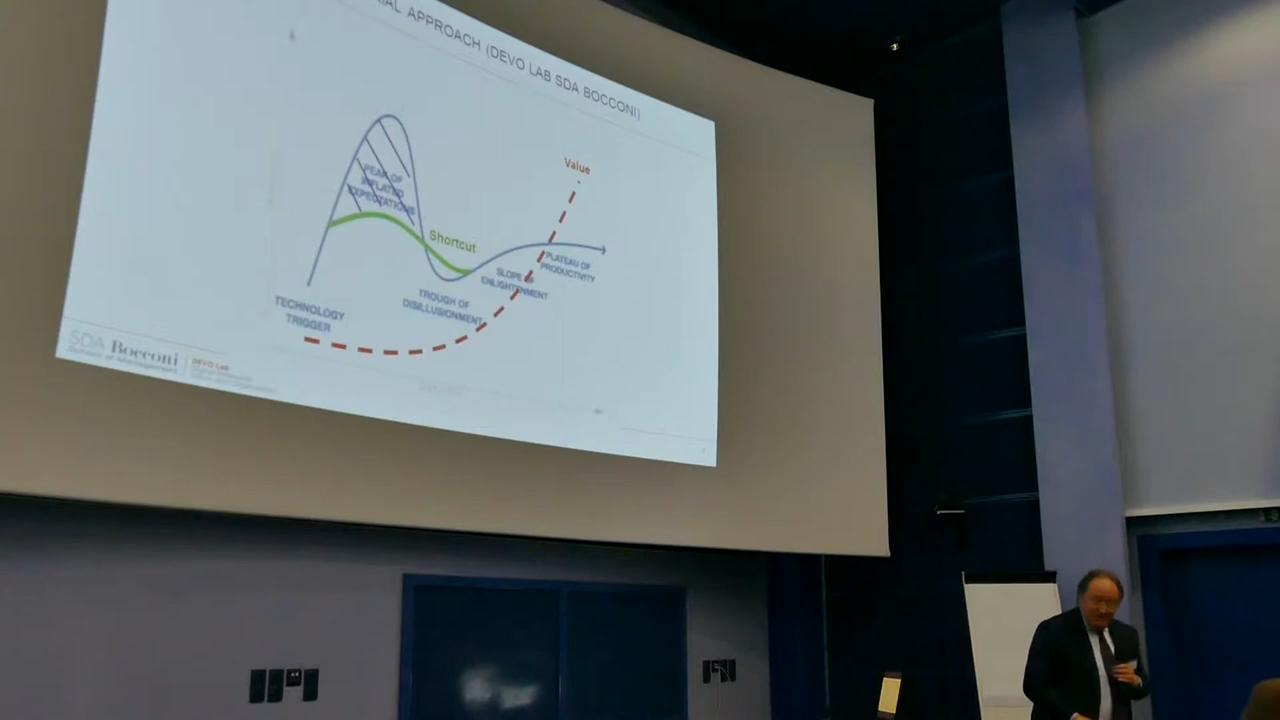 APPROACH (DEVO LAB SDA BOCCONI)
Value
PEAK OF
INFLATED
EXPECTATIONS
Shortcut
PLATEAU OF
PRODUCTIVITY
SLOPE OF
ENLIGHTENMENT
TROUGH OF
DISILLUSIONMENT
TECHNOLOGY
TRIGGER
SDA Bocconi
School of Management
DEVO Lab